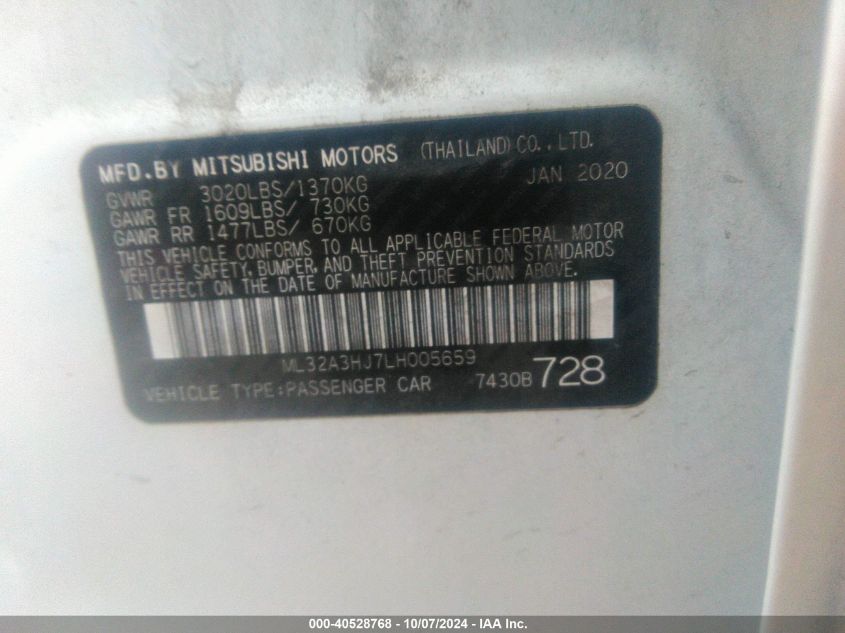 MFD.BY MITSUBISHI MOTORS (THAILAND)CO.,LTD.
GVWR 3020LBS/1370KG JAN 2020
GAWR FR 1609LBS/ 730KG
GAWR RR 1477LBS/ 670KG
THIS VEHICLE CONFORMS TO ALL APPLICABLE FEDERAL MOTOR
VEHICLE SAFETY, BUMPER, AND THEFT PREVENTION STANDARDS
IN EFFECT ON THE DATE OF MANUFACTURE SHOWN ABOVE.
ML32A3HJ7LH005659
VEHICLE TYPE:PASSENGER CAR 7430B 728
000-40528768 - 10/07/2024 - IAA Inc.